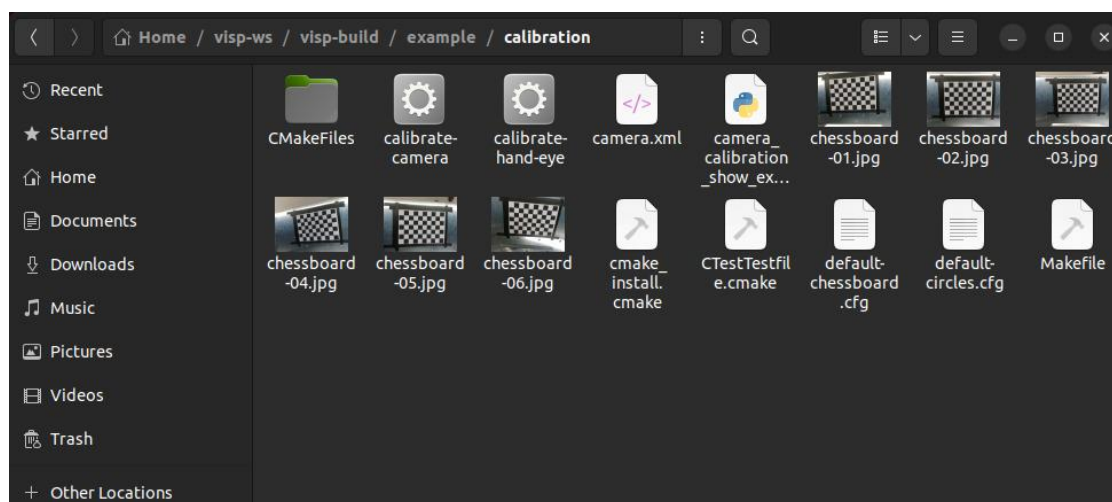 Home / visp-ws / visp-build / example / calibration
Recent
Starred
Home
Documents
Downloads
Music
Pictures
Videos
Trash
+ Other Locations
CMakeFiles
calibrate-
camera
calibrate-
hand-eye
camera.xml
camera_
calibration
_show_ex...
chessboard
-01.jpg
chessboard
-02.jpg
chessboard
-03.jpg
chessboard
-04.jpg
chessboard
-05.jpg
chessboard
-06.jpg
cmake_
install.
cmake
CTestTestfil
e.cmake
default-
chessboard
.cfg
default-
circles.cfg
Makefile